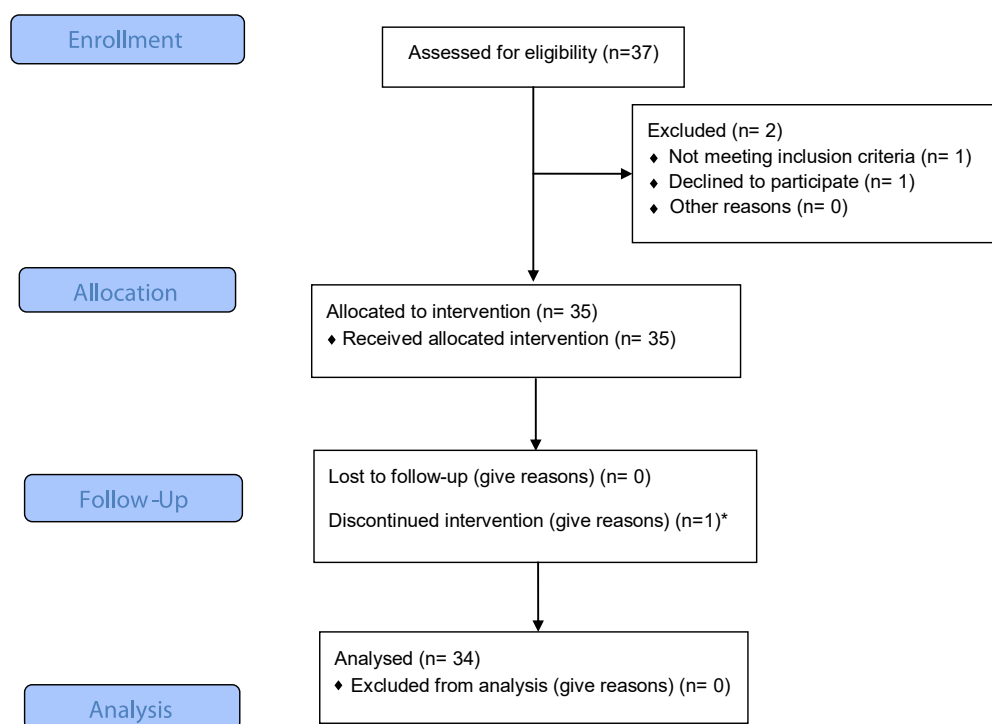 Enrollment
Assessed for eligibility (n=37)
Excluded (n= 2)
♦ Not meeting inclusion criteria (n= 1)
♦ Declined to participate (n= 1)
♦ Other reasons (n= 0)
Allocation
Allocated to intervention (n= 35)
♦ Received allocated intervention (n= 35)
Follow-Up
Lost to follow-up (give reasons) (n= 0)
Discontinued intervention (give reasons) (n=1)*
Analysed (n= 34)
♦ Excluded from analysis (give reasons) (n= 0)
Analysis